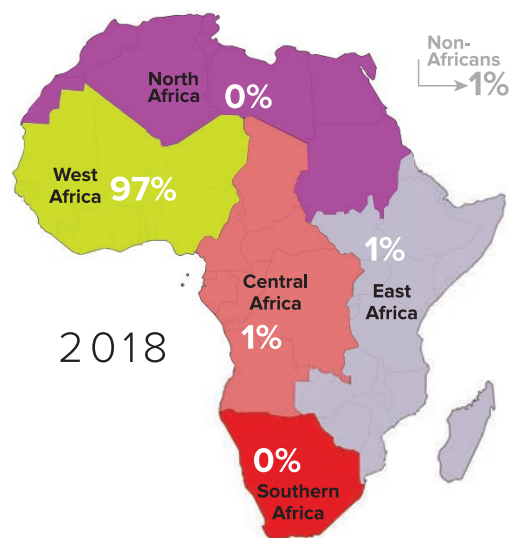 Non-
Africans
1%
North
Africa
0%
West
Africa
97%
1%
East
Africa
Central
Africa
1%
2018
0%
Southern
Africa